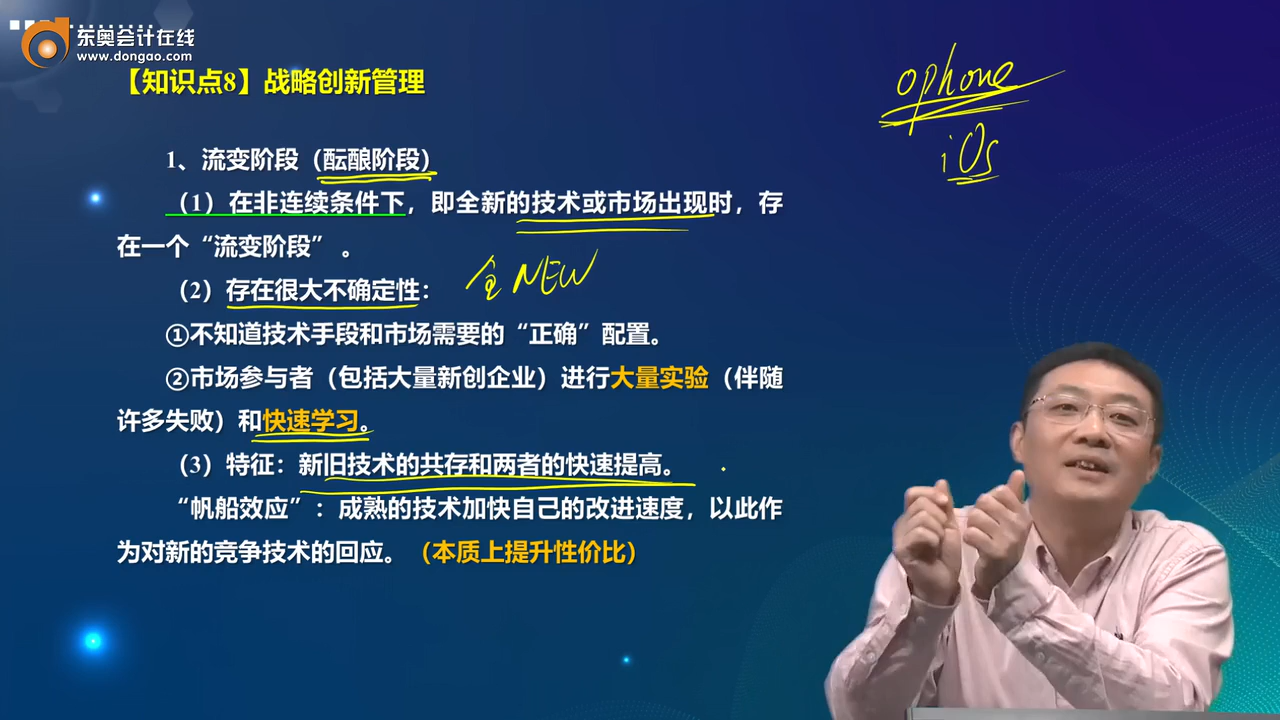 东奥会计在线
www.dongao.com
【知识点8】战略创新管理
ophone
iOs
1、流变阶段（酝酿阶段）
（1）在非连续条件下，即全新的技术或市场出现时，存
在一个“流变阶段”。
（2）存在很大不确定性：
全NEW
①不知道技术手段和市场需要的“正确”配置。
②市场参与者（包括大量新创企业）进行大量实验（伴随
许多失败）和快速学习。
（3）特征：新旧技术的共存和两者的快速提高。
“帆船效应”：成熟的技术加快自己的改进速度，以此作
为对新的竞争技术的回应。（本质上提升性价比）